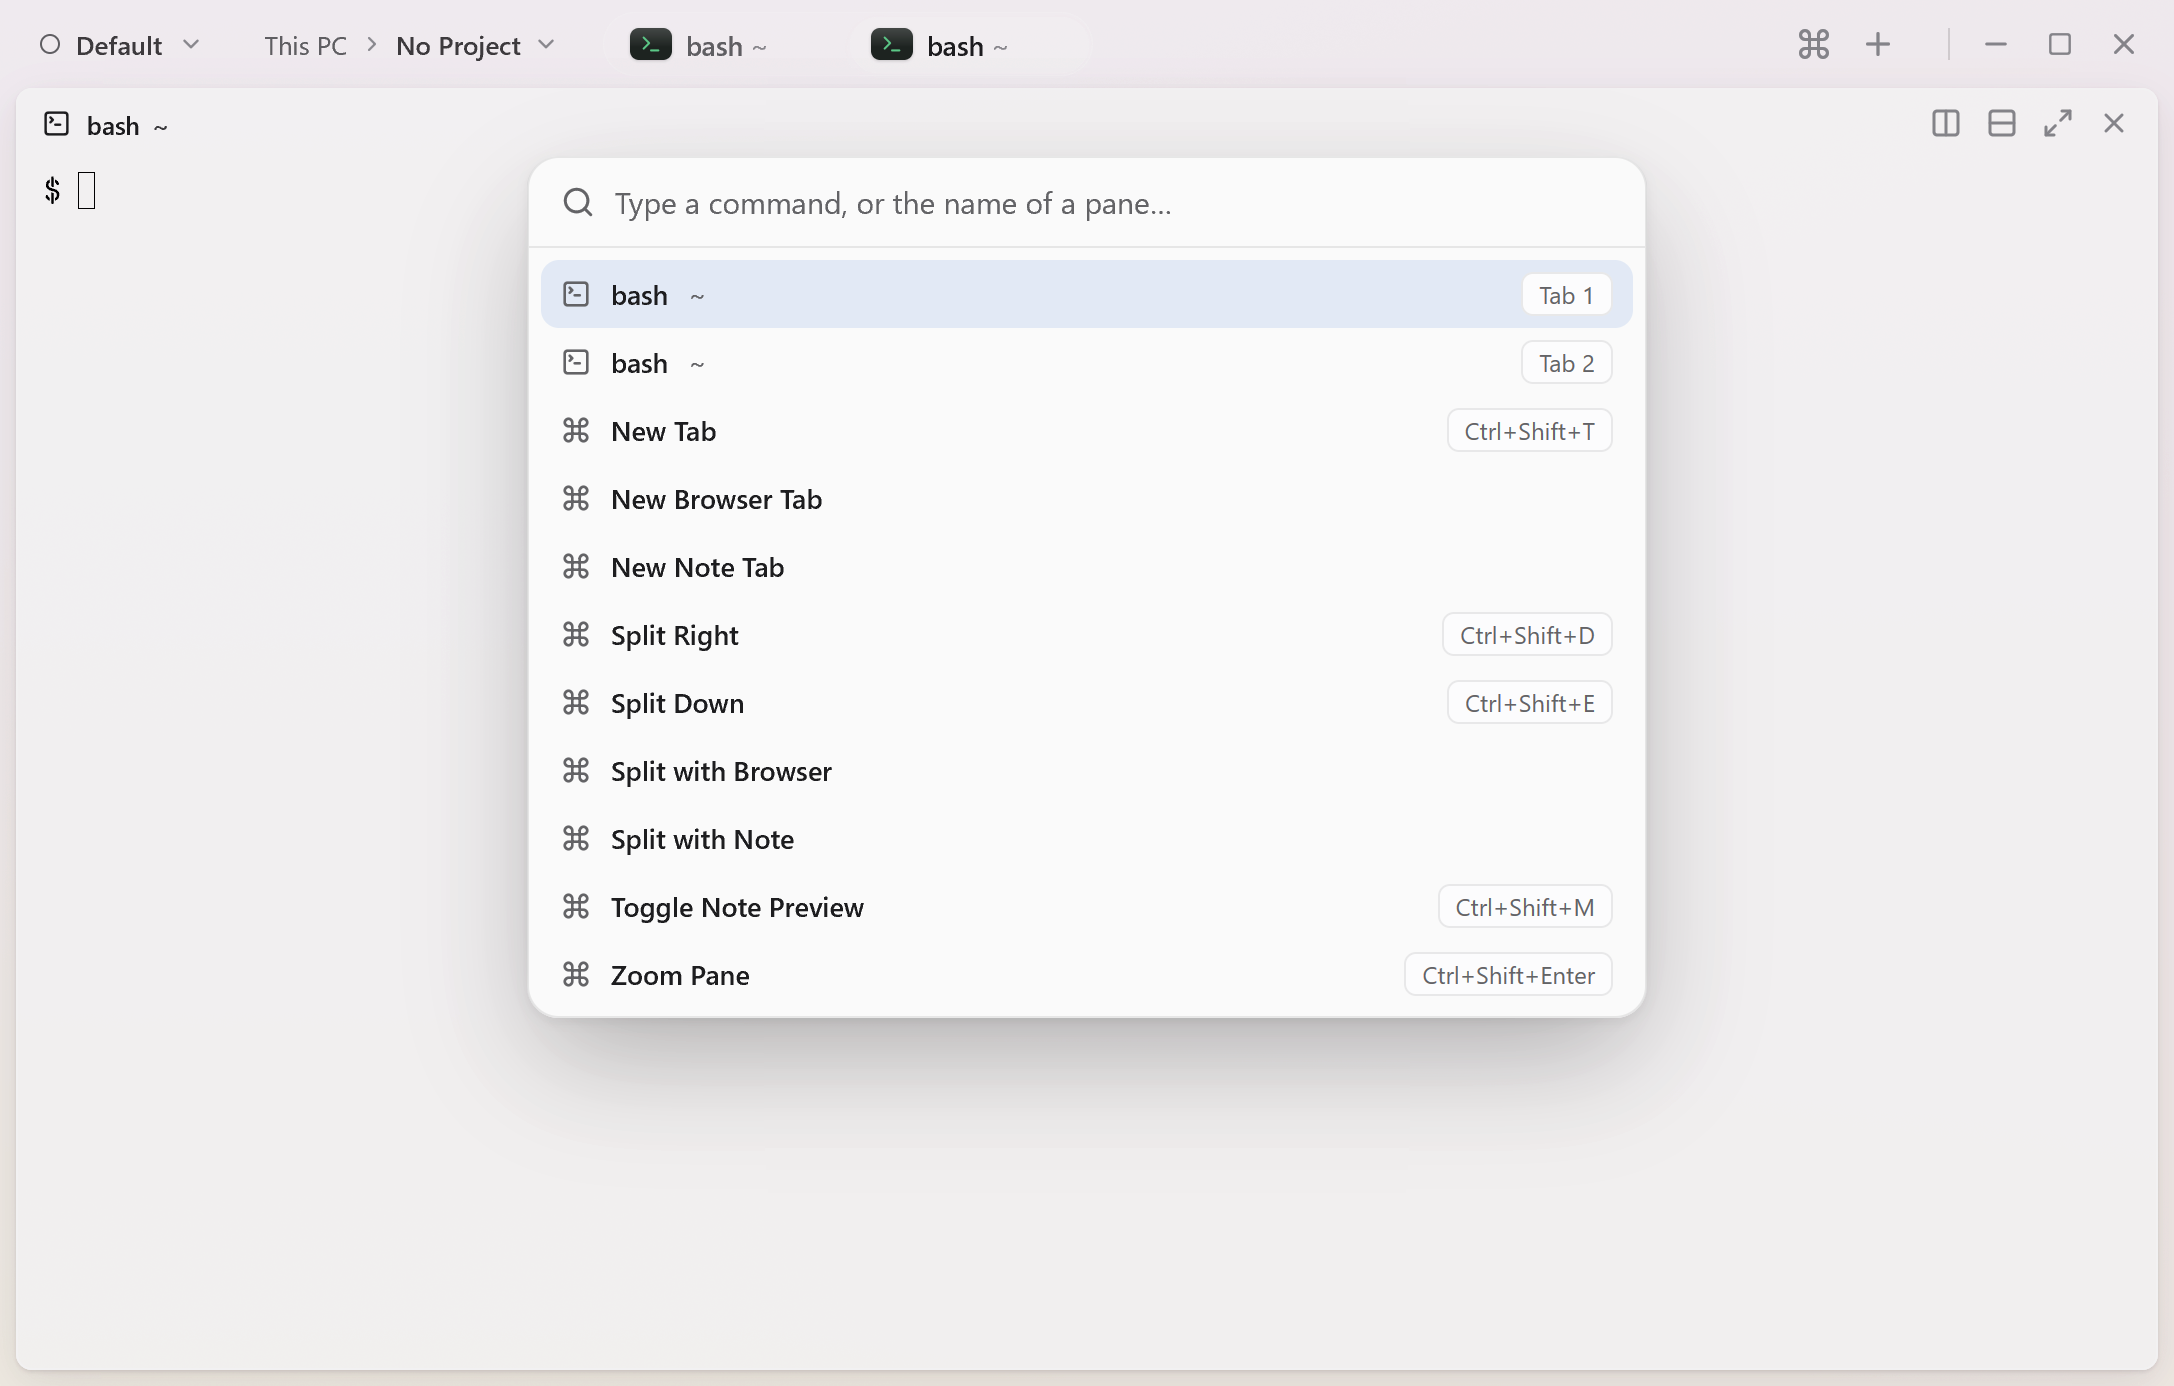 Default This PC > No Project bash ~ bash ~
bash ~
$
Type a command, or the name of a pane...
bash ~ Tab 1
bash ~ Tab 2
New Tab Ctrl+Shift+T
New Browser Tab
New Note Tab
Split Right Ctrl+Shift+D
Split Down Ctrl+Shift+E
Split with Browser
Split with Note
Toggle Note Preview Ctrl+Shift+M
Zoom Pane Ctrl+Shift+Enter